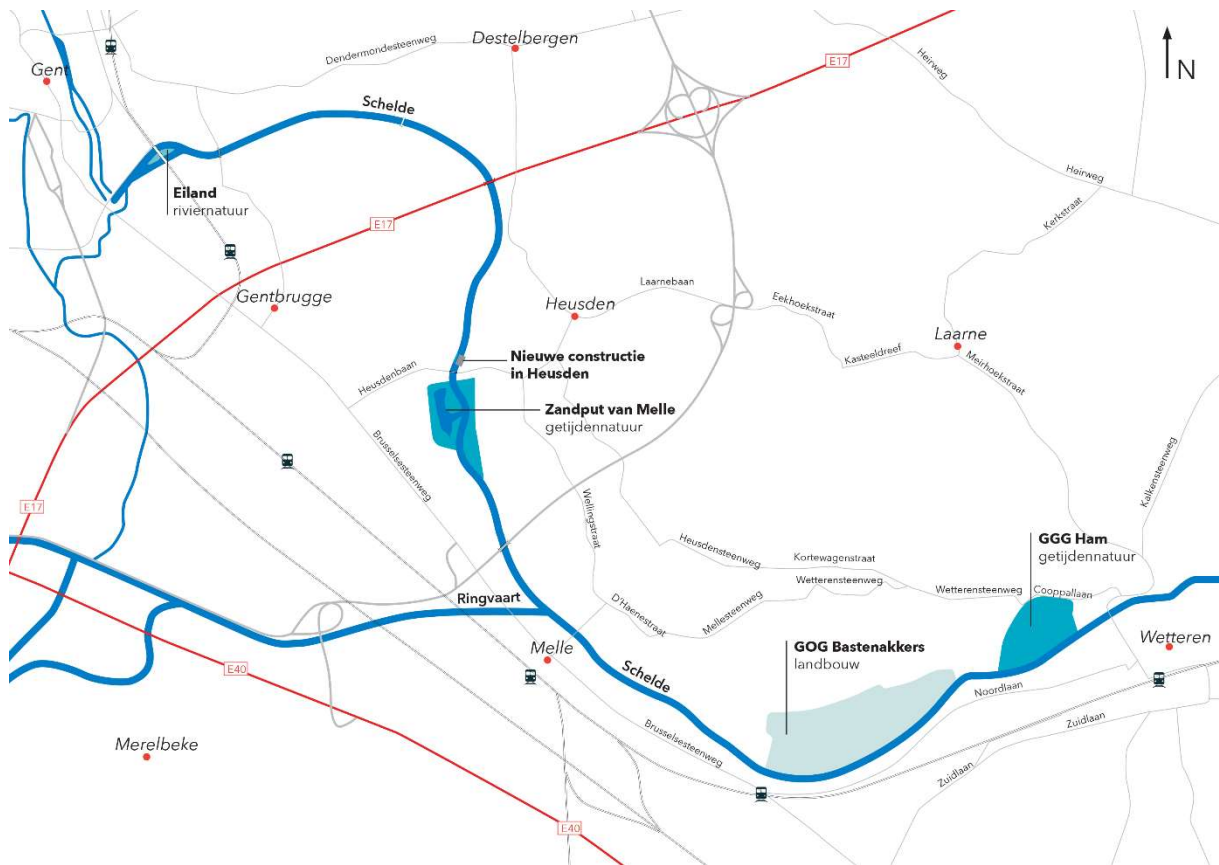 Destelbergen
Dendermondesteenweg
Gent
N
Heirweg
E17
Schelde
Heirweg
Kerkstraat
Eiland
riviernatuur
E17
Laarnebaan
Gentbrugge
Heusden
Eekhoekstraat
Laarne
Nieuwe constructie
in Heusden
Kasteeldreef
Meirhoekstraat
Heusdenbaan
Zandput van Melle
getijdennatuur
Brusselsesteenweg
Kalkensteenweg
E17
Wellingstraat
Heusdensteenweg
Kortewagenstraat
GGG Ham
getijdennatuur
Wetterensteenweg
Wetterensteenweg
Cooppallaan
Ringvaart
D'Haenestraat
Mellesteenweg
Wetteren
Melle
GOG Bastenakkers
landbouw
E40
Schelde
Noordlaan
Merelbeke
Brusselsesteenweg
Zuidlaan
Zuidlaan
E40